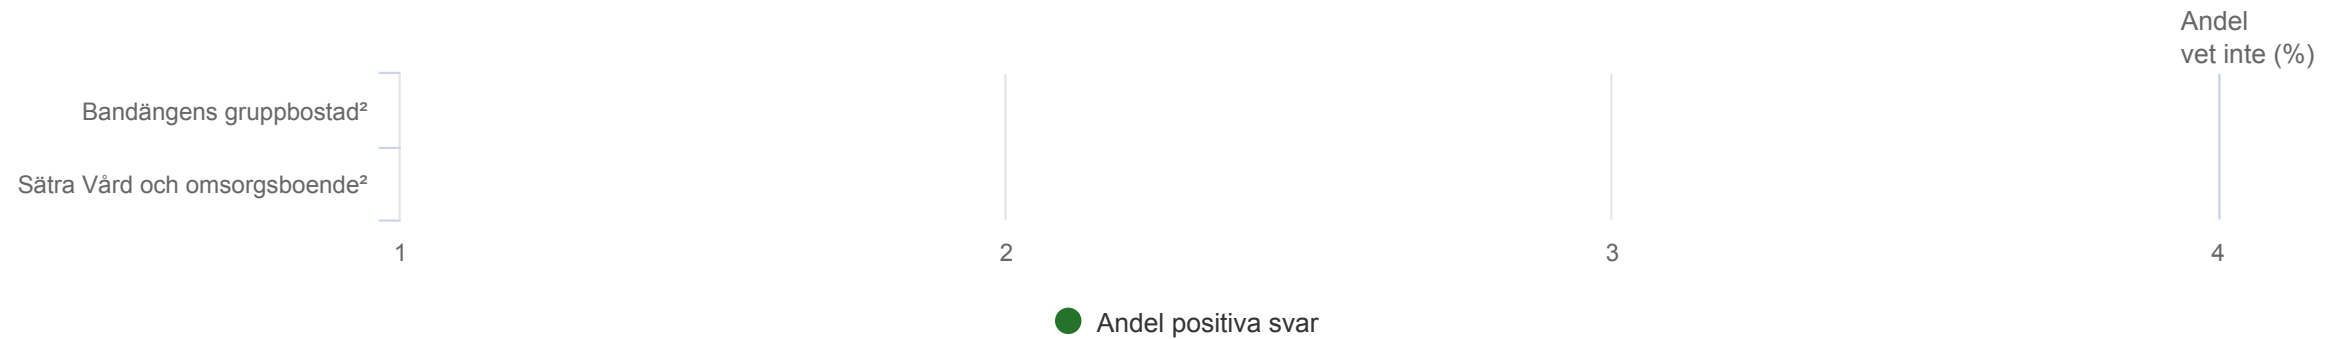 Andel
vet inte (%)
Bandängens gruppbostad²
Sätra Vård och omsorgsboende²
1 2 3 4
Andel positiva svar